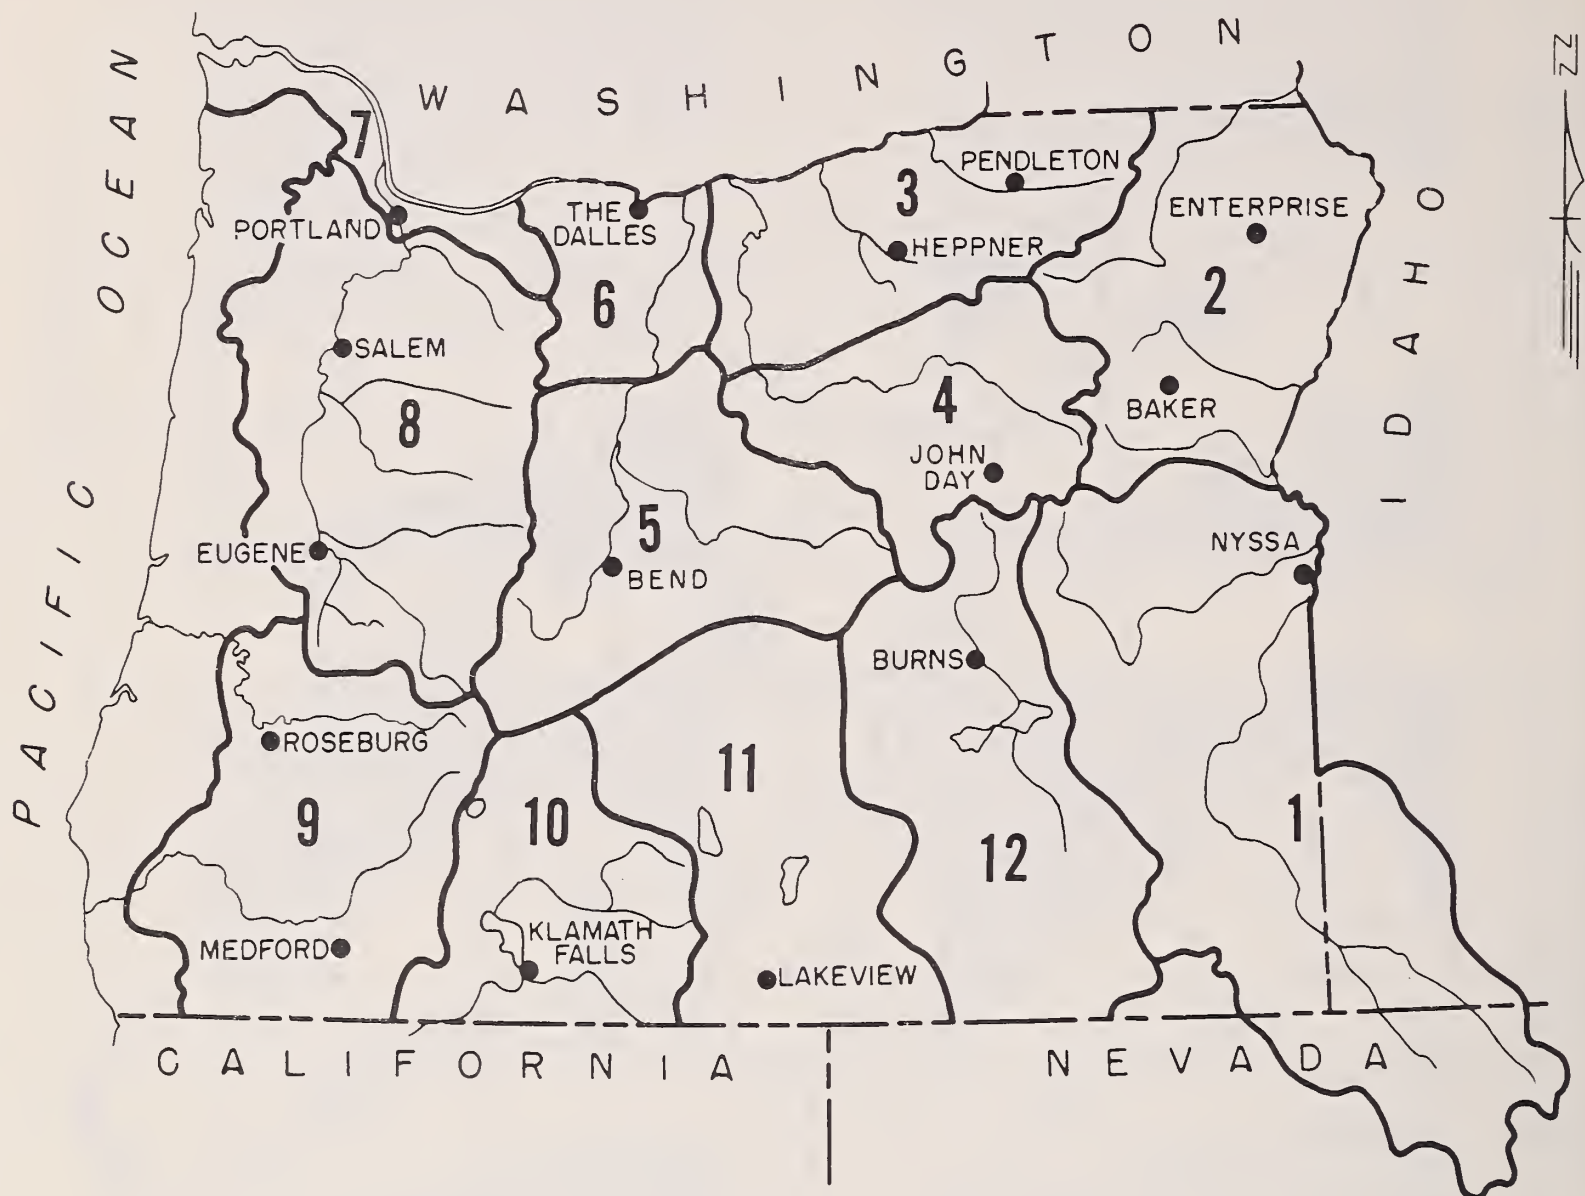 WASHINGTON
PACIFIC OCEAN
IDAHO
N
7
3
PENDLETON
ENTERPRISE
PORTLAND
THE
DALLES
HEPPNER
6
2
SALEM
4
BAKER
8
JOHN
DAY
5
NYSSA
EUGENE
BEND
BURNS
ROSEBURG
11
9
10
1
12
KLAMATH
FALLS
MEDFORD
LAKEVIEW
CALIFORNIA
NEVADA